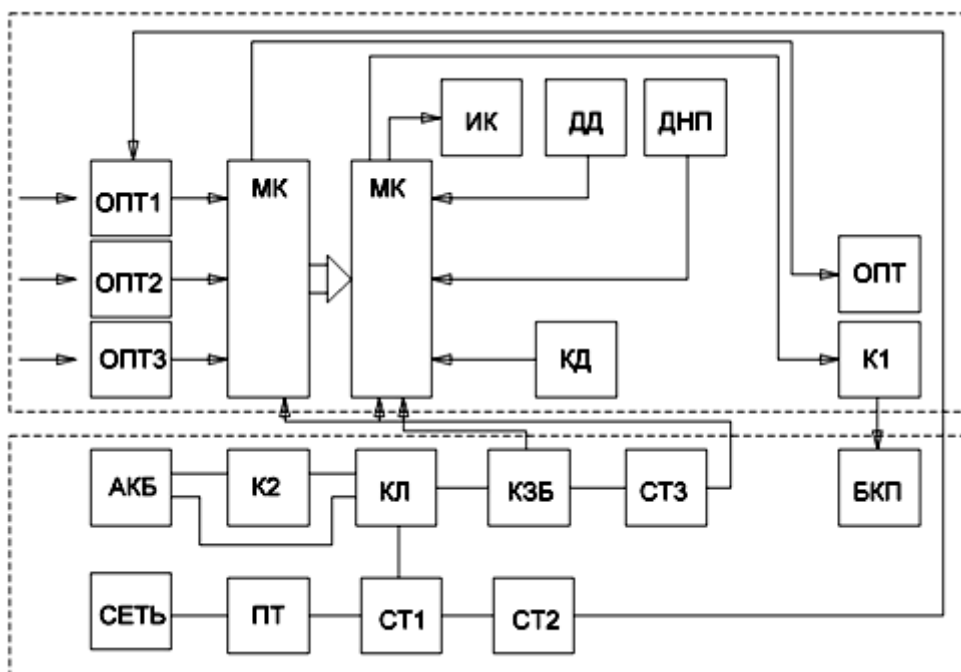 ИК
ДД
ДНП
ОПТ1
МК
МК
ОПТ2
ОПТ
ОПТ3
КД
К1
АКБ
К2
КЛ
КЗБ
СТ3
БКП
СЕТЬ
ПТ
СТ1
СТ2